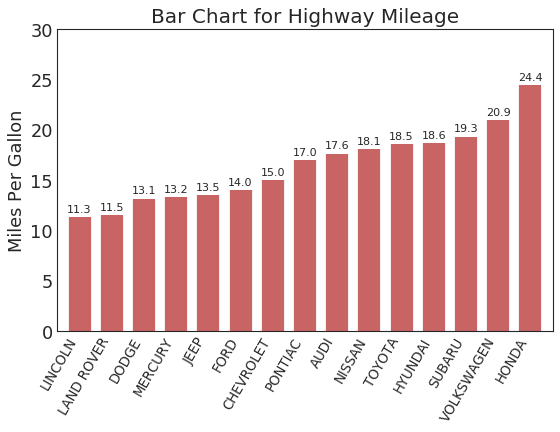 Bar Chart for Highway Mileage
Miles Per Gallon
30
25
20
15
10
5
0
11.3
11.5
13.1
13.2
13.5
14.0
15.0
17.0
17.6
18.1
18.5
18.6
19.3
20.9
24.4
LINCOLN
LAND ROVER
DODGE
MERCURY
JEEP
FORD
CHEVROLET
PONTIAC
AUDI
NISSAN
TOYOTA
HYUNDAI
SUBARU
VOLKSWAGEN
HONDA